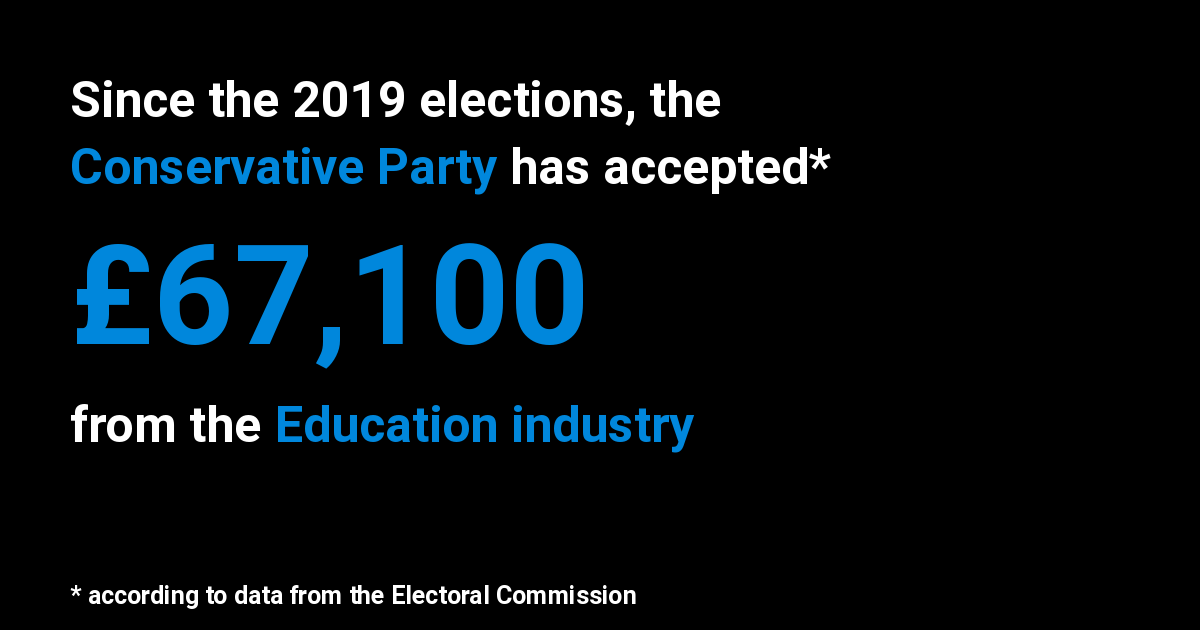 Since the 2019 elections, the
Conservative Party has accepted*
£67,100
from the Education industry
* according to data from the Electoral Commission